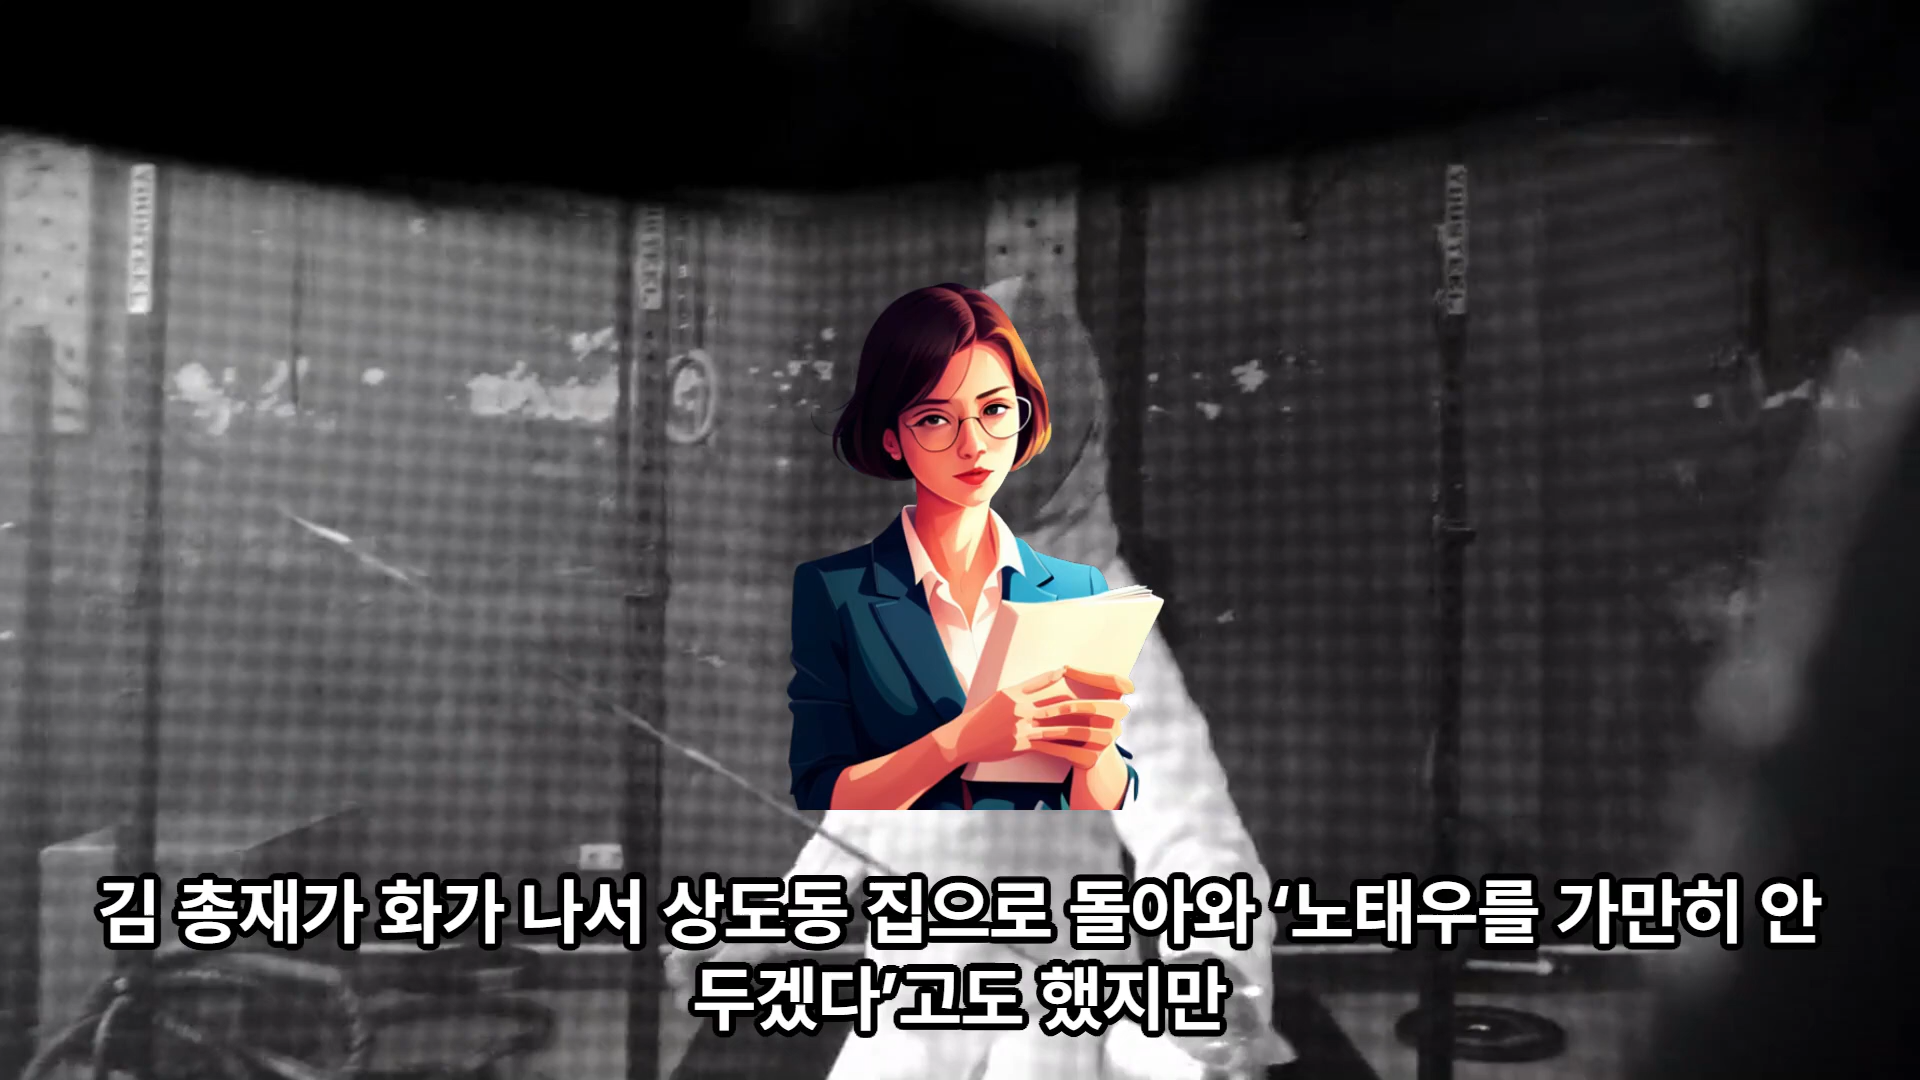 김 총재가 화가 나서 상도동 집으로 돌아와 ‘노태우를 가만히 안
두겠다’고도 했지만